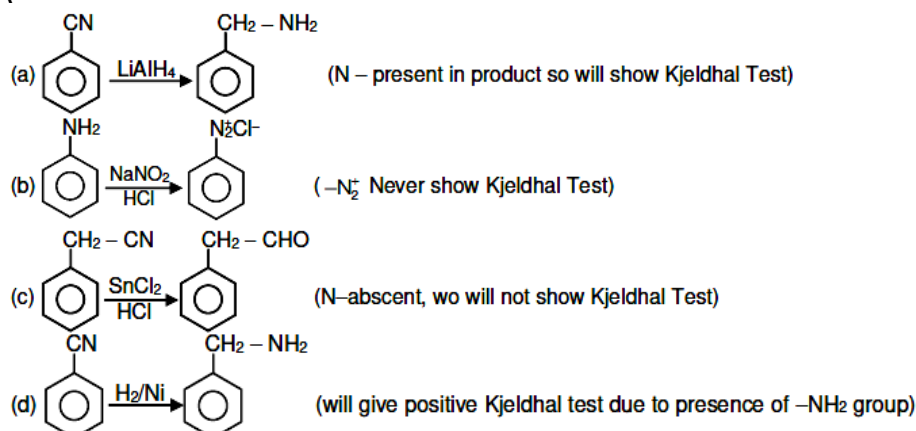 CN CH₂ – NH₂
(a) LiAlH₄ (N – present in product so will show Kjeldhal Test)
NH₂ N₂⁺Cl–
(b) NaNO₂ HCl ( –N₂⁺ Never show Kjeldhal Test)
CH₂ – CN CH₂ – CHO
(c) SnCl₂ HCl (N–abscent, wo will not show Kjeldhal Test)
CN CH₂ – NH₂
(d) H₂/Ni (will give positive Kjeldhal test due to presence of –NH₂ group)